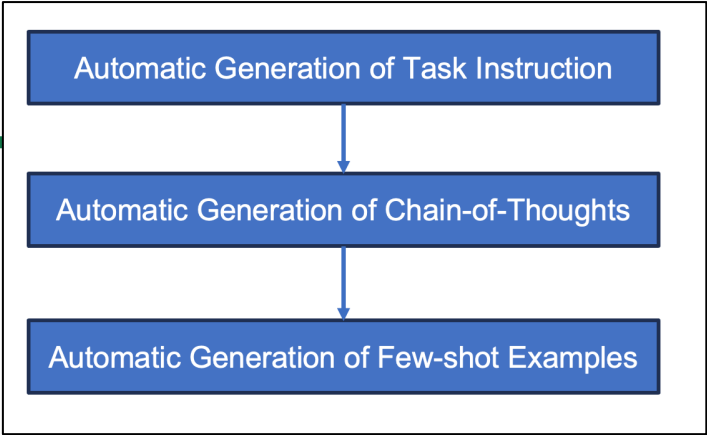 Automatic Generation of Task Instruction
Automatic Generation of Chain-of-Thoughts
Automatic Generation of Few-shot Examples